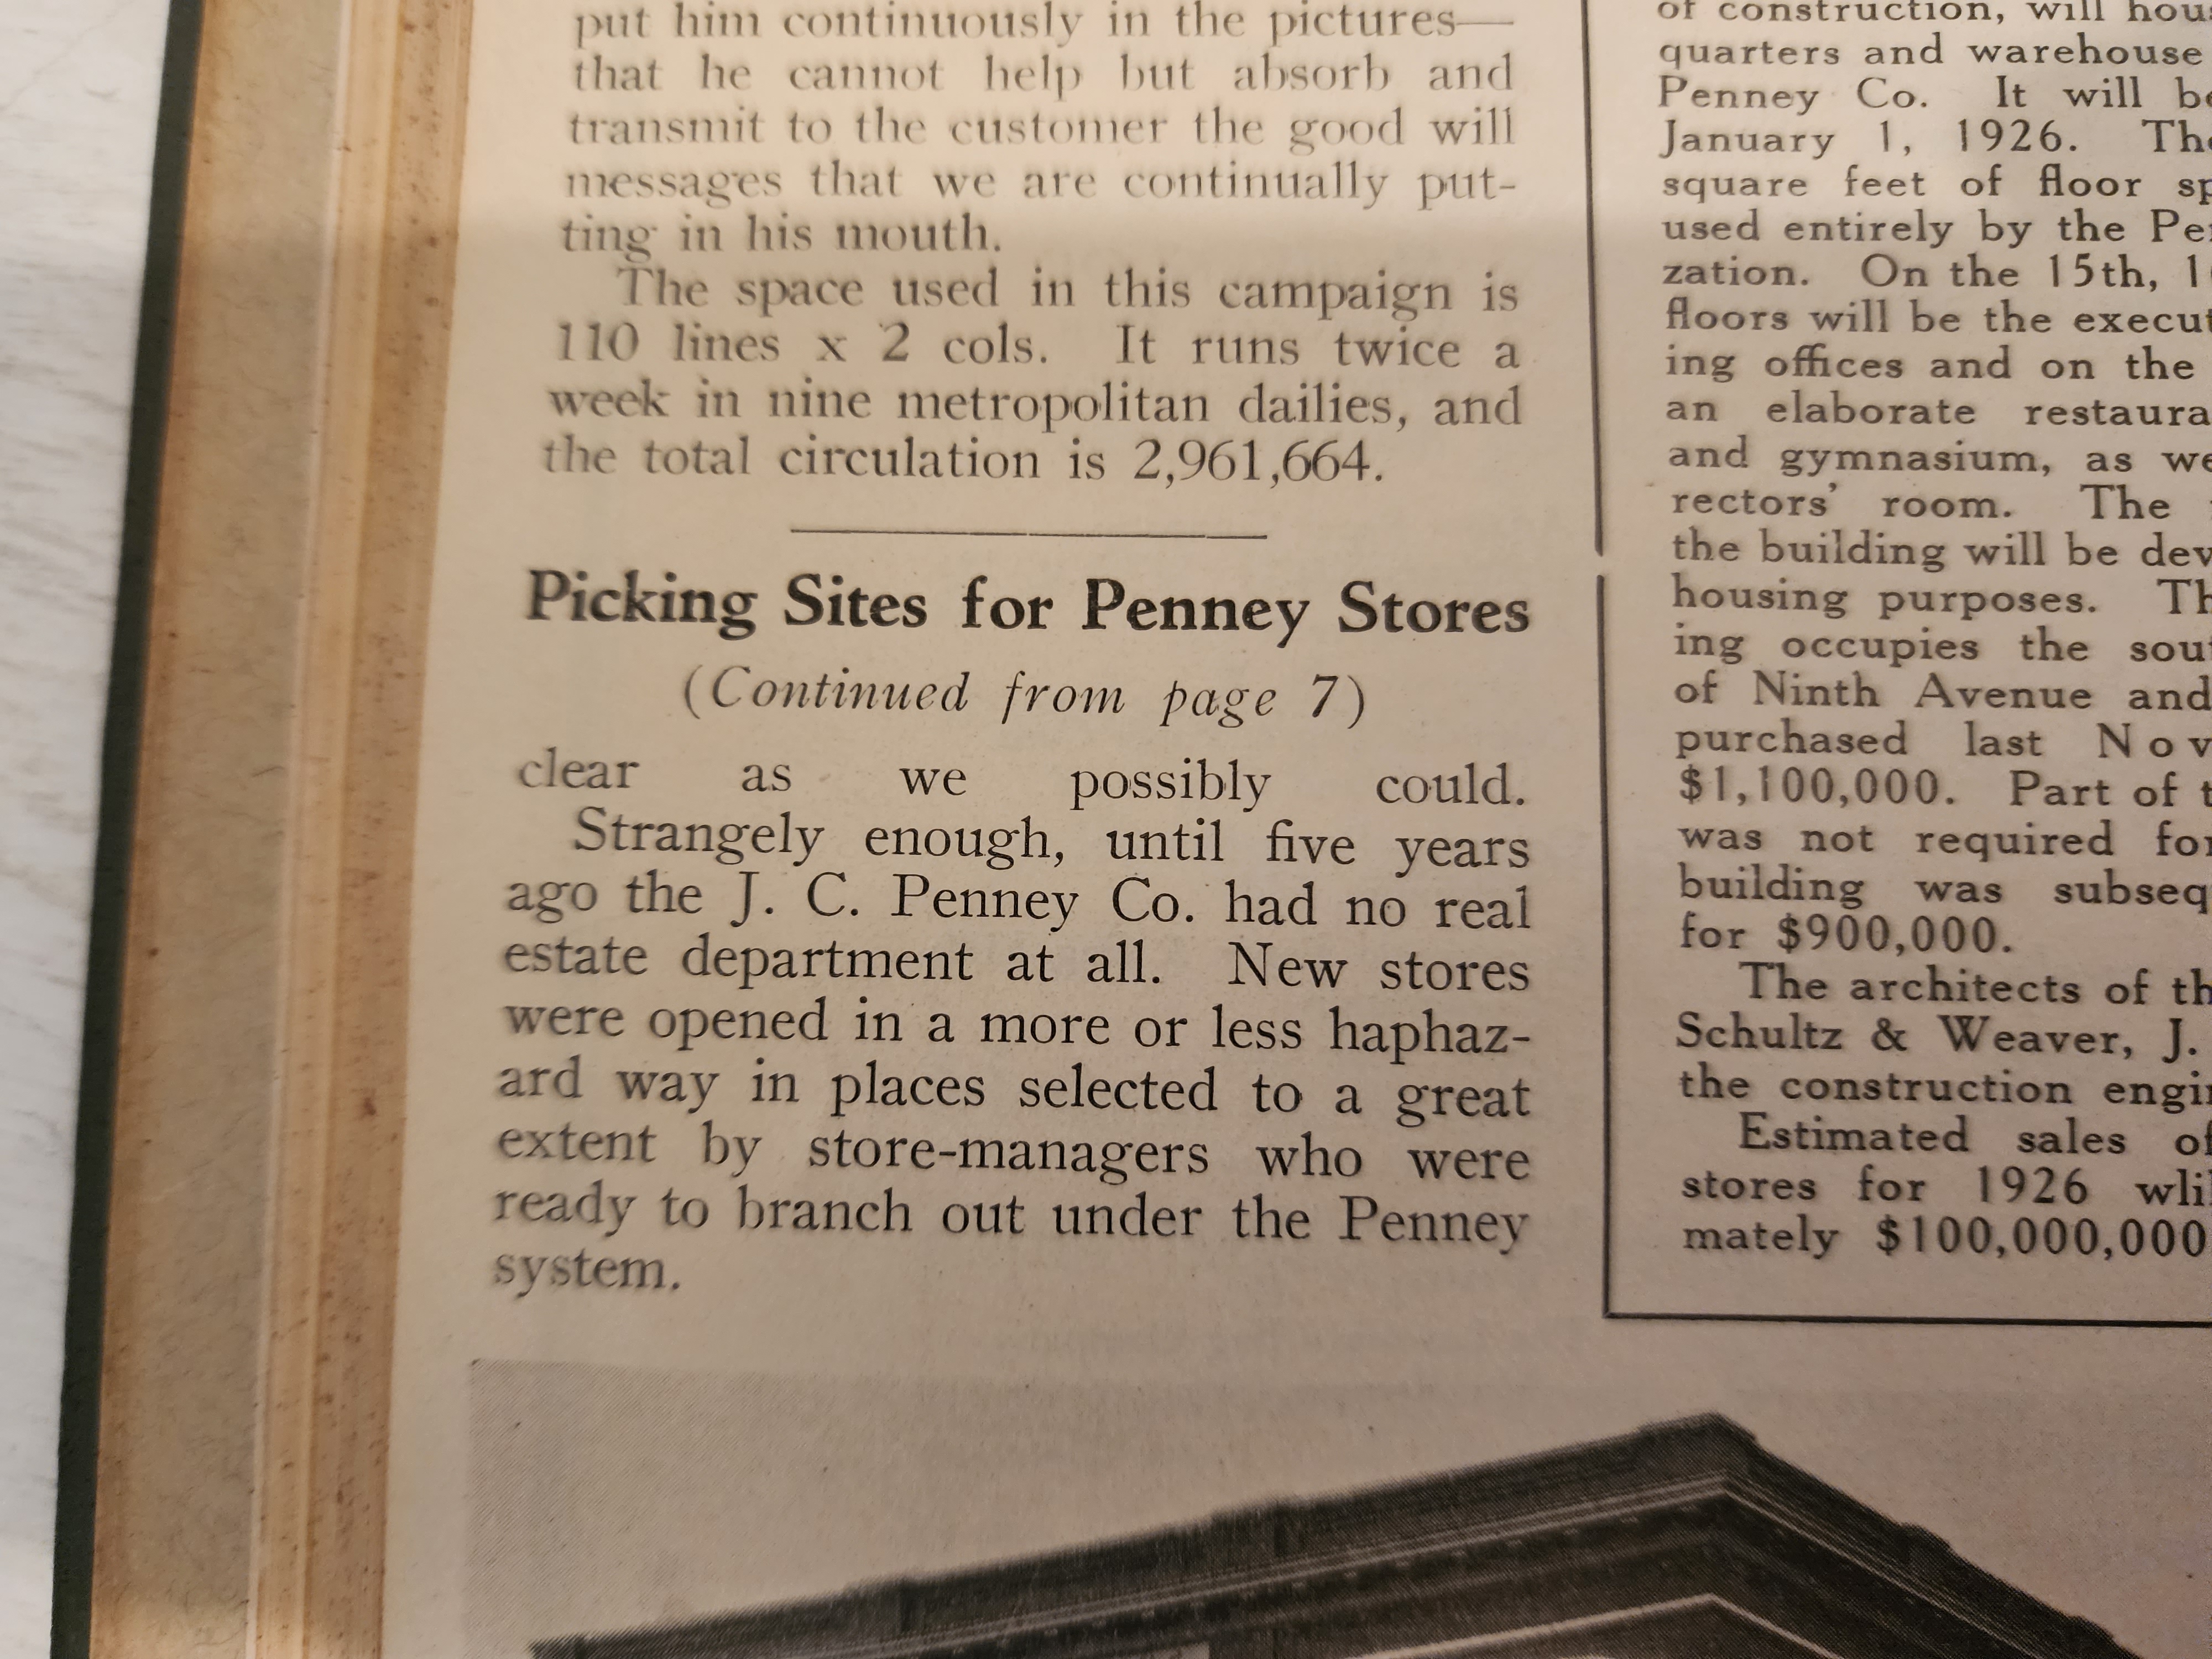 put him continuously in the pictures—
that he cannot help but absorb and
transmit to the customer the good will
messages that we are continually put-
ting in his mouth.
The space used in this campaign is
110 lines x 2 cols. It runs twice a
week in nine metropolitan dailies, and
the total circulation is 2,961,664.
Picking Sites for Penney Stores
(Continued from page 7)
clear as we possibly could.
Strangely enough, until five years
ago the J. C. Penney Co. had no real
estate department at all. New stores
were opened in a more or less haphaz-
ard way in places selected to a great
extent by store-managers who were
ready to branch out under the Penney
system.
of construction, will
quarters and warehouse
Penney Co. It will
January 1, 1926.
square feet of floor
used entirely by the
zation. On the 15th,
floors will be the
ing offices and on the
an elaborate
and gymnasium, as
rectors' room. The
the building will be
housing purposes.
ing occupies the
of Ninth Avenue and
purchased last
$1,100,000. Part of
was not required
building was
for $900,000.
The architects of
Schultz & Weaver, J.
the construction
Estimated sales
stores for 1926
mately $100,000,000